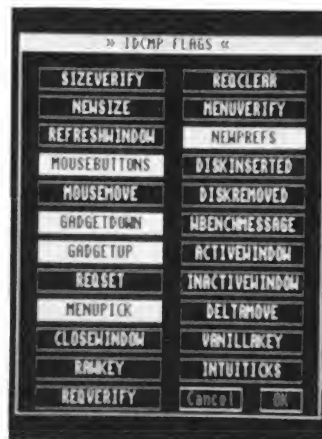 » IDCMP FLAGS «
SIZEVERIFY REQCLEAR
NEWSIZE MENUVERIFY
REFRESHWINDOW NEWPREFS
MOUSEBUTTONS DISKINSERTED
MOUSEMOVE DISKREMOVED
GADGETDOWN WBENCHMESSAGE
GADGETUP ACTIVEWINDOW
REQSET INACTIVEWINDOW
MENUPICK DELTAMOVE
CLOSEWINDOW VANILLAKEY
RAWKEY INTUITICKS
REQVERIFY Cancel OK